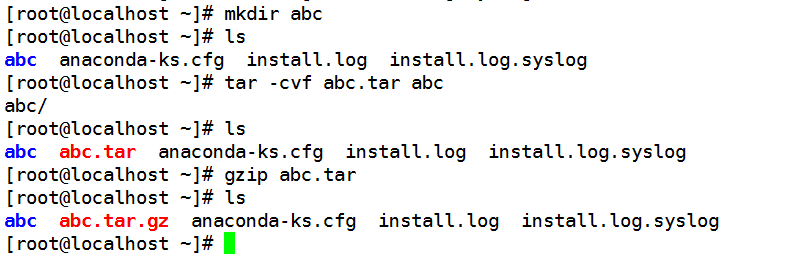 [root@localhost ~]# mkdir abc
[root@localhost ~]# ls
abc  anaconda-ks.cfg  install.log  install.log.syslog
[root@localhost ~]# tar -cvf abc.tar abc
abc/
[root@localhost ~]# ls
abc  abc.tar  anaconda-ks.cfg  install.log  install.log.syslog
[root@localhost ~]# gzip abc.tar
[root@localhost ~]# ls
abc  abc.tar.gz  anaconda-ks.cfg  install.log  install.log.syslog
[root@localhost ~]#